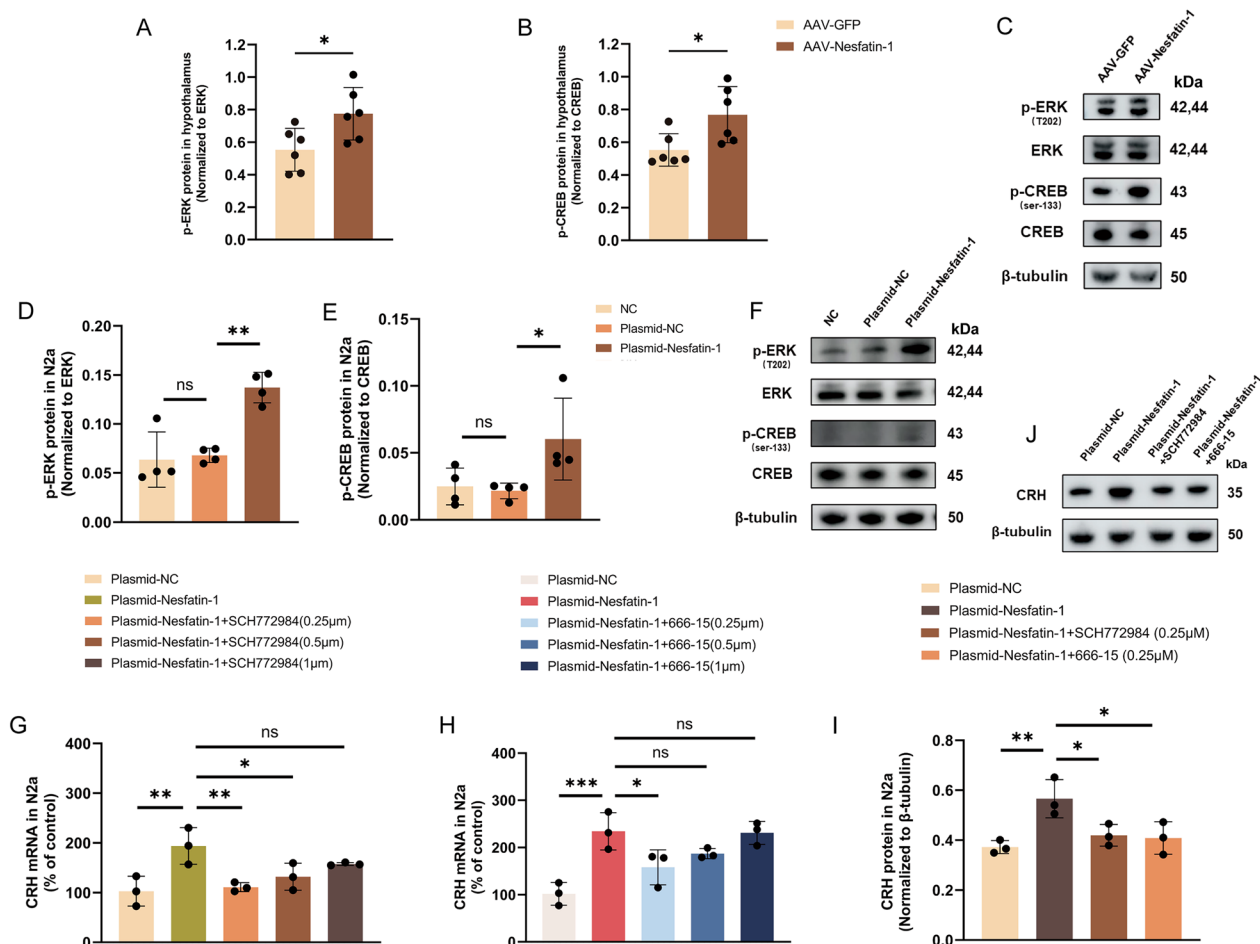 A
p-ERK protein in hypothalamus
(Normalized to ERK)
1.2
1.0
0.8
0.6
0.4
0.2
0.0
*
B
p-CREB protein in hypothalamus
(Normalized to CREB)
1.2
1.0
0.8
0.6
0.4
0.2
0.0
*
AAV-GFP
AAV-Nesfatin-1
C
AAV-GFP
AAV-Nesfatin-1
kDa
p-ERK
(T202)
42,44
ERK
42,44
p-CREB
(ser-133)
43
CREB
45
β-tubulin
50
D
p-ERK protein in N2a
(Normalized to ERK)
0.20
0.15
0.10
0.05
0.00
ns
**
E
p-CREB protein in N2a
(Normalized to CREB)
0.15
0.10
0.05
0.00
ns
*
NC
Plasmid-NC
Plasmid-Nesfatin-1
F
NC
Plasmid-NC
Plasmid-Nesfatin-1
kDa
p-ERK
(T202)
42,44
ERK
42,44
p-CREB
(ser-133)
43
CREB
45
β-tubulin
50
J
Plasmid-NC
Plasmid-Nesfatin-1
Plasmid-Nesfatin-1
+SCH772984
Plasmid-Nesfatin-1
+666-15
kDa
CRH
35
β-tubulin
50
Plasmid-NC
Plasmid-Nesfatin-1
Plasmid-Nesfatin-1+SCH772984(0.25μm)
Plasmid-Nesfatin-1+SCH772984(0.5μm)
Plasmid-Nesfatin-1+SCH772984(1μm)
Plasmid-NC
Plasmid-Nesfatin-1
Plasmid-Nesfatin-1+666-15(0.25μm)
Plasmid-Nesfatin-1+666-15(0.5μm)
Plasmid-Nesfatin-1+666-15(1μm)
Plasmid-NC
Plasmid-Nesfatin-1
Plasmid-Nesfatin-1+SCH772984 (0.25μM)
Plasmid-Nesfatin-1+666-15 (0.25μM)
G
CRH mRNA in N2a
(% of control)
400
300
200
100
0
ns
*
**
**
H
CRH mRNA in N2a
(% of control)
400
300
200
100
0
ns
ns
***
*
I
CRH protein in N2a
(Normalized to β-tubulin)
0.8
0.6
0.4
0.2
0.0
*
**
*